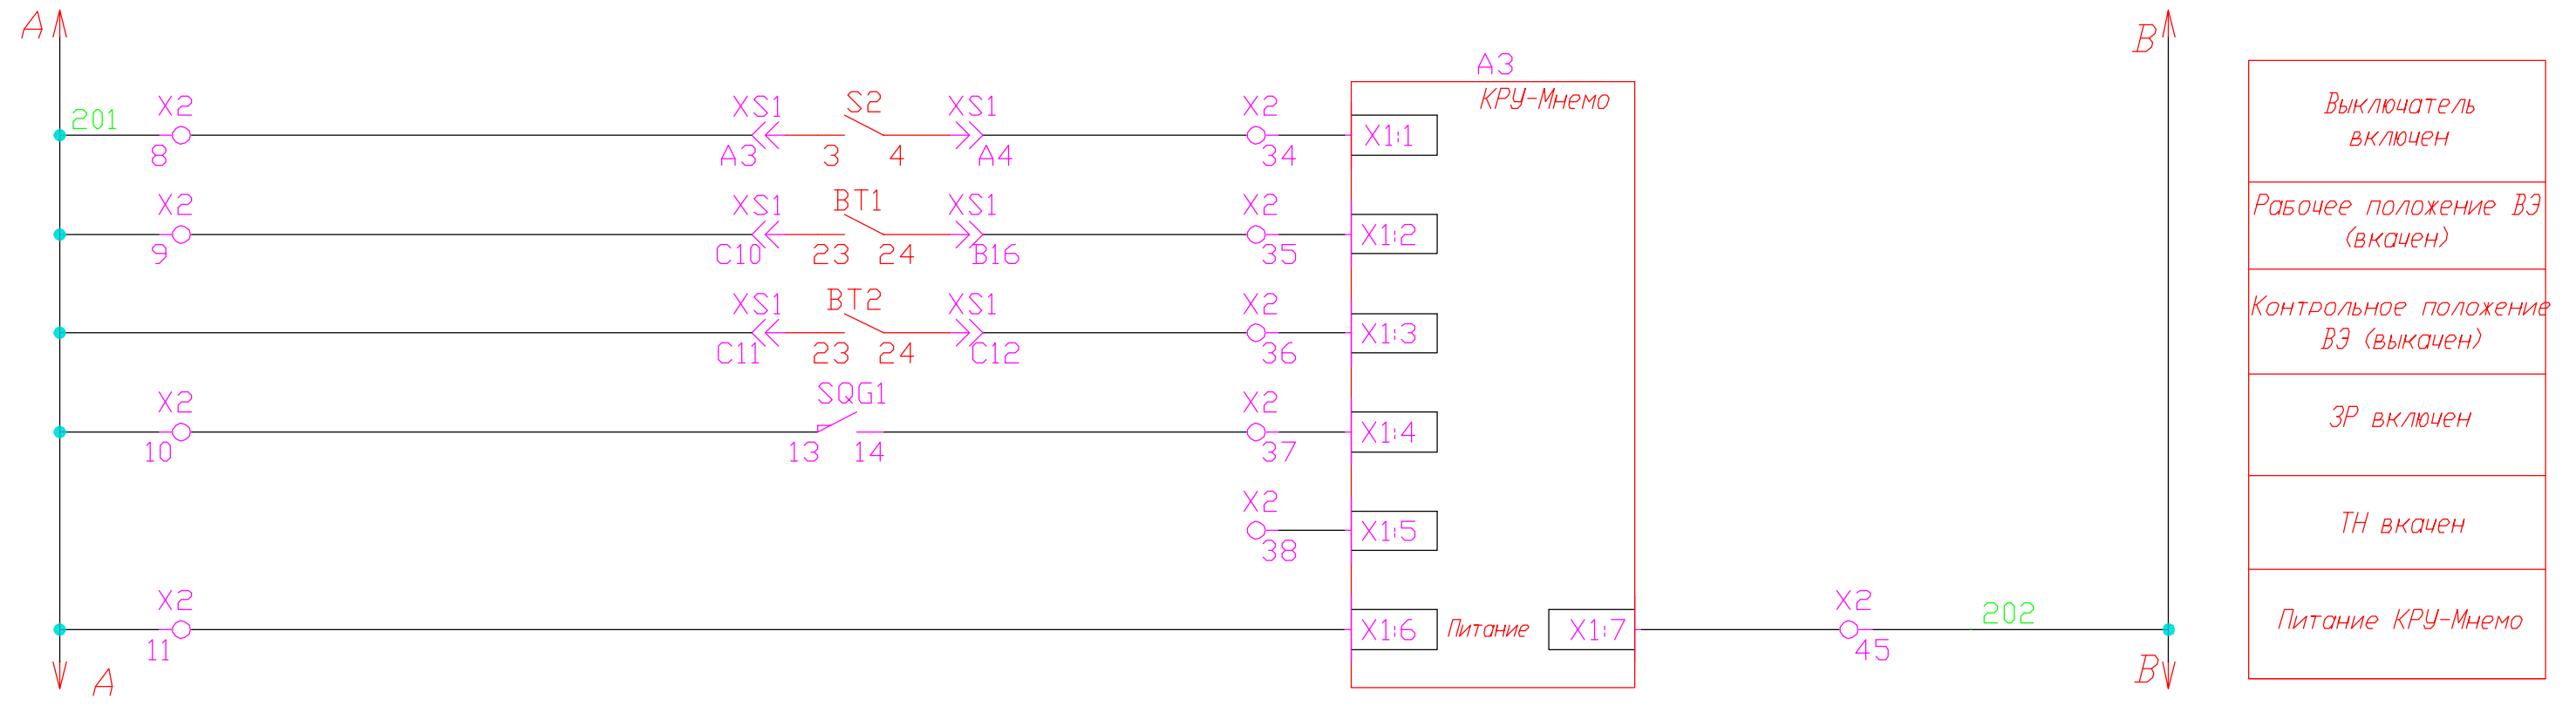 А В
А3
КРУ-Мнемо
201 X2 XS1 S2 XS1 X2 X1:1
8 А3 3 4 А4 34
Выключатель
включен
X2 XS1 BT1 XS1 X2 X1:2
9 C10 23 24 B16 35
Рабочее положение ВЭ
(вкачен)
XS1 BT2 XS1 X2 X1:3
C11 23 24 C12 36
Контрольное положение
ВЭ (выкачен)
X2 SQG1 X2 X1:4
10 13 14 37
ЗР включен
X2 X1:5
38
ТН вкачен
X2 X1:6 Питание X1:7 X2 202
11 45
Питание КРУ-Мнемо
А В